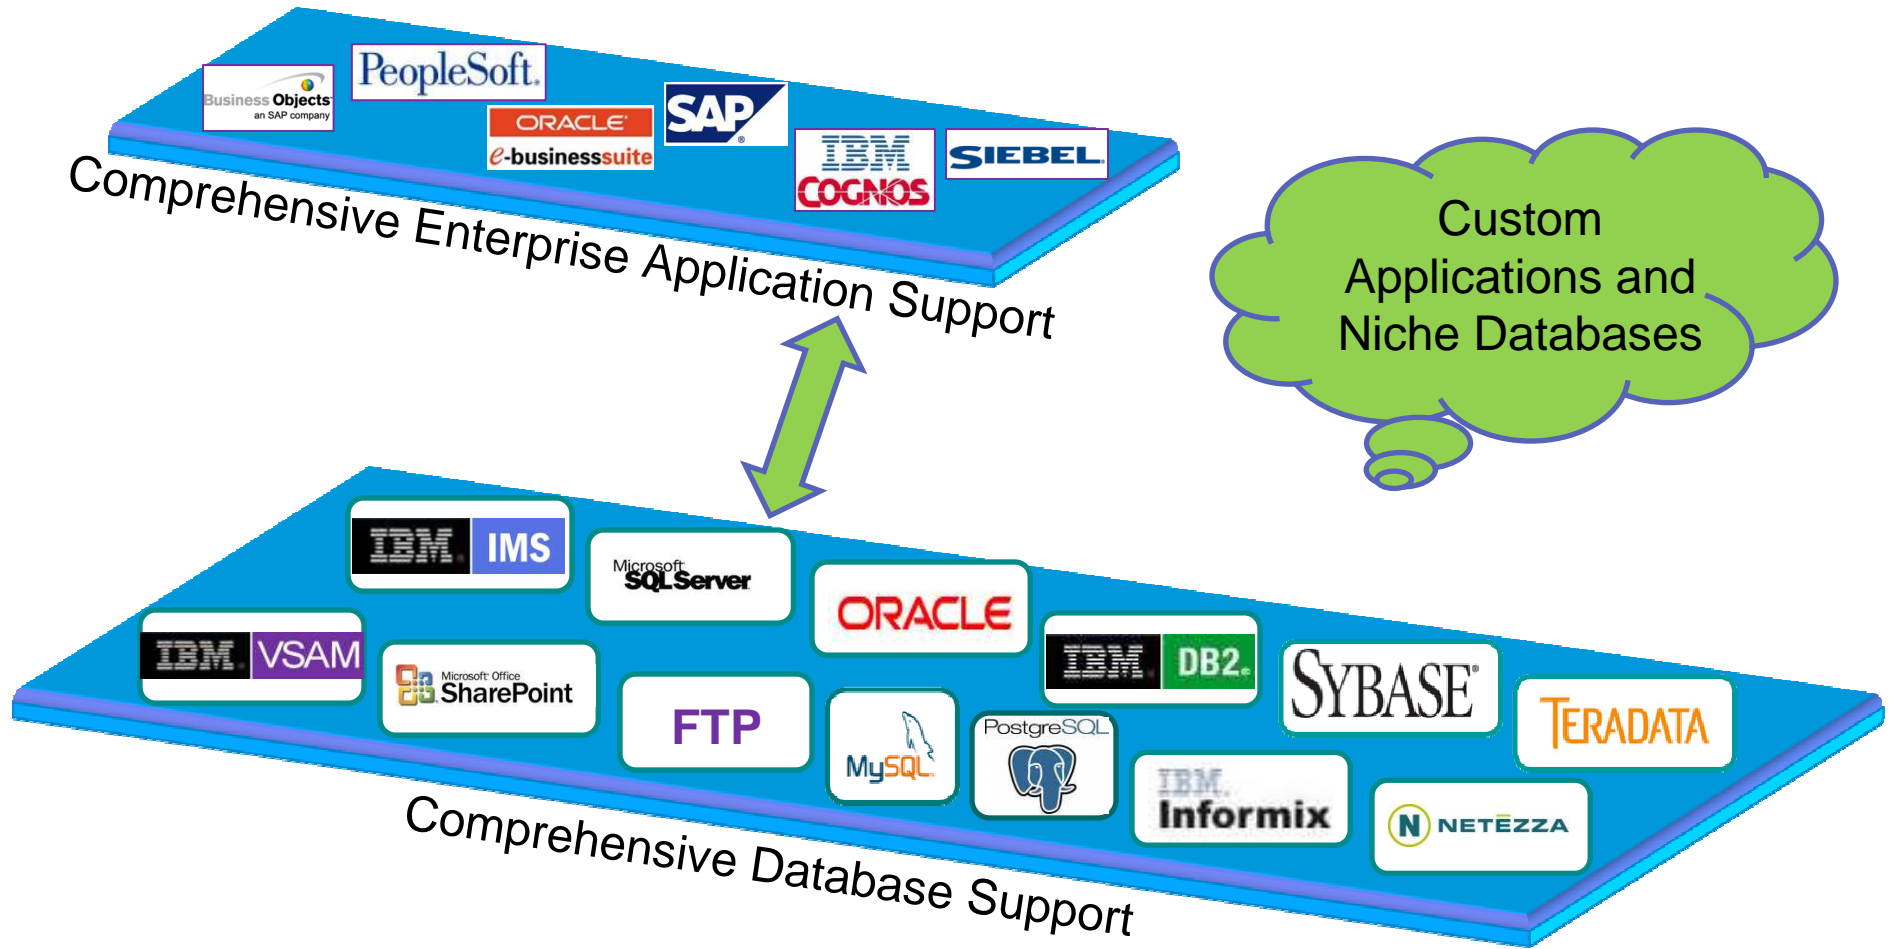 Business Objects
an SAP company
PeopleSoft.
ORACLE
e-businesssuite
SAP
®
IBM
COGNOS
SIEBEL.
Comprehensive Enterprise Application Support
Custom
Applications and
Niche Databases
IBM.
IMS
Microsoft
SQL Server
ORACLE
IBM.
DB2.
SYBASE®
TERADATA
IBM.
VSAM
Microsoft Office
SharePoint
FTP
MySQL
PostgreSQL
IBM.
Informix
N NETĒZZA
Comprehensive Database Support